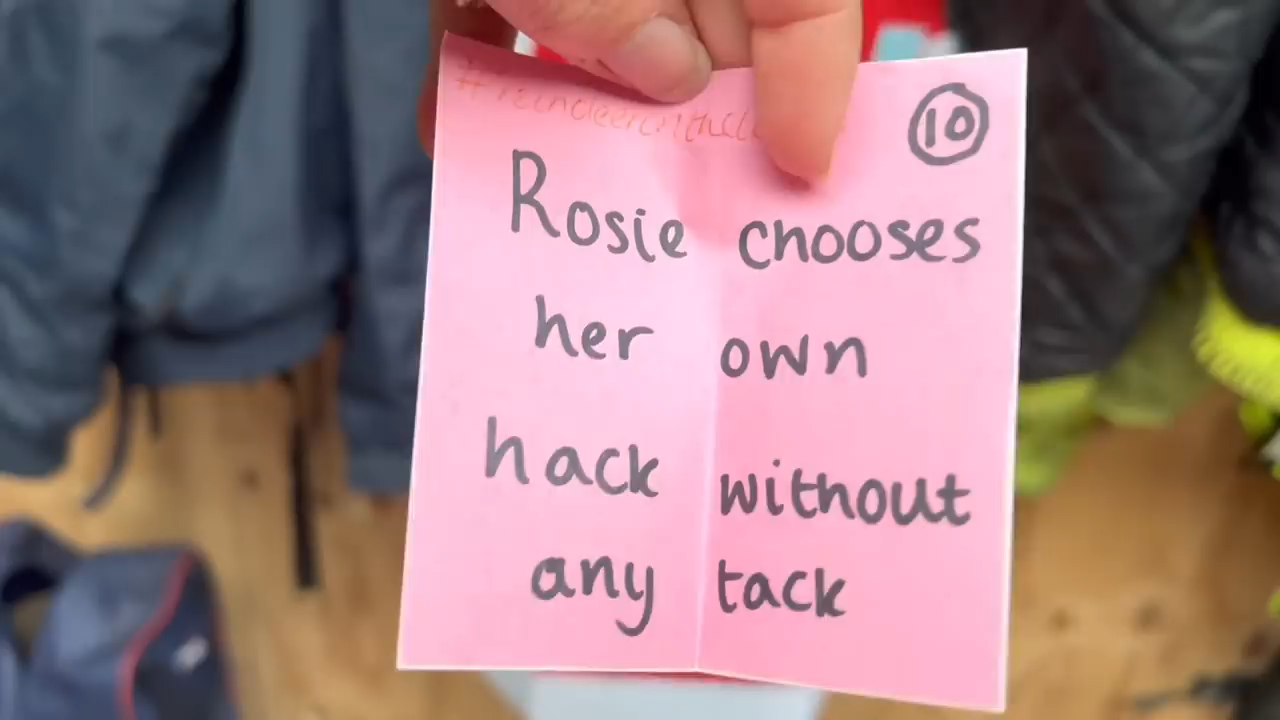 10
Rosie chooses
her own
hack without
any tack